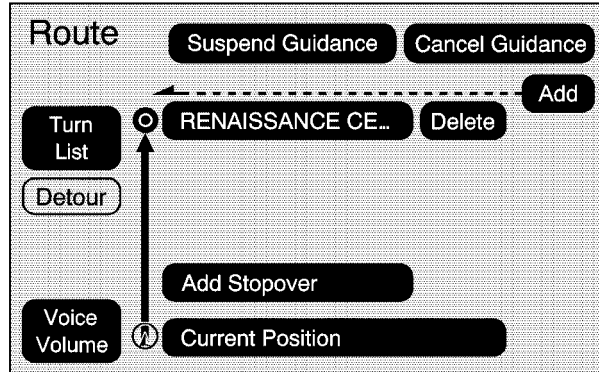 Route
Suspend Guidance
Cancel Guidance
Add
Turn
List
RENAISSANCE CE...
Delete
Detour
Add Stopover
Voice
Volume
Current Position